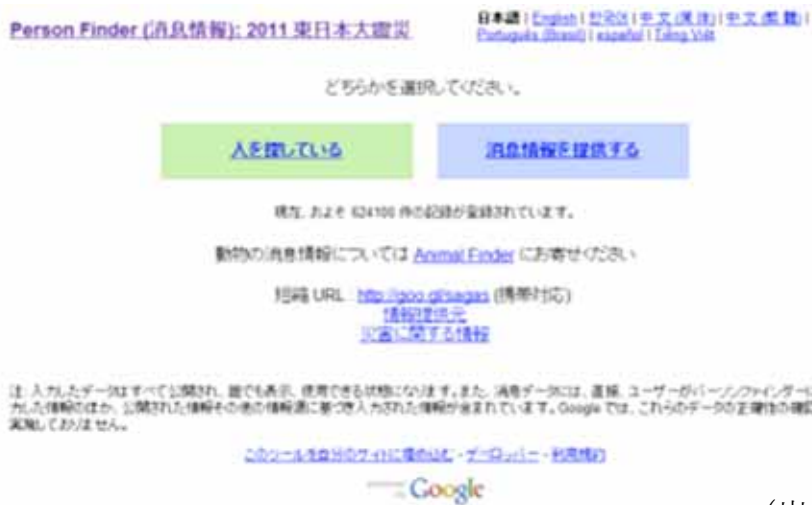 Person Finder (消息情報): 2011 東日本大震災
日本語 | English | 한국어 | 中文(简体) | 中文(繁體) |
Português (Brasil) | español | Tiếng Việt
どちらかを選択してください。
人を探している
消息情報を提供する
現在、およそ 624100 件の記録が登録されています。
動物の消息情報については Animal Finder にお寄せください
短縮 URL : http://goo.gl/sagas (携帯対応)
情報提供元
災害に関する情報
注: 入力したデータはすべて公開され、誰でも表示、使用できる状態になります。また、消息データには、直接、ユーザーがパーソンファインダーに
力した情報のほか、公開された情報その他の情報源に基づき入力された情報が含まれています。Google では、これらのデータの正確性の確認
実施しておりません。
このツールを自分のサイトに埋め込む - デベロッパー - 利用規約
Google